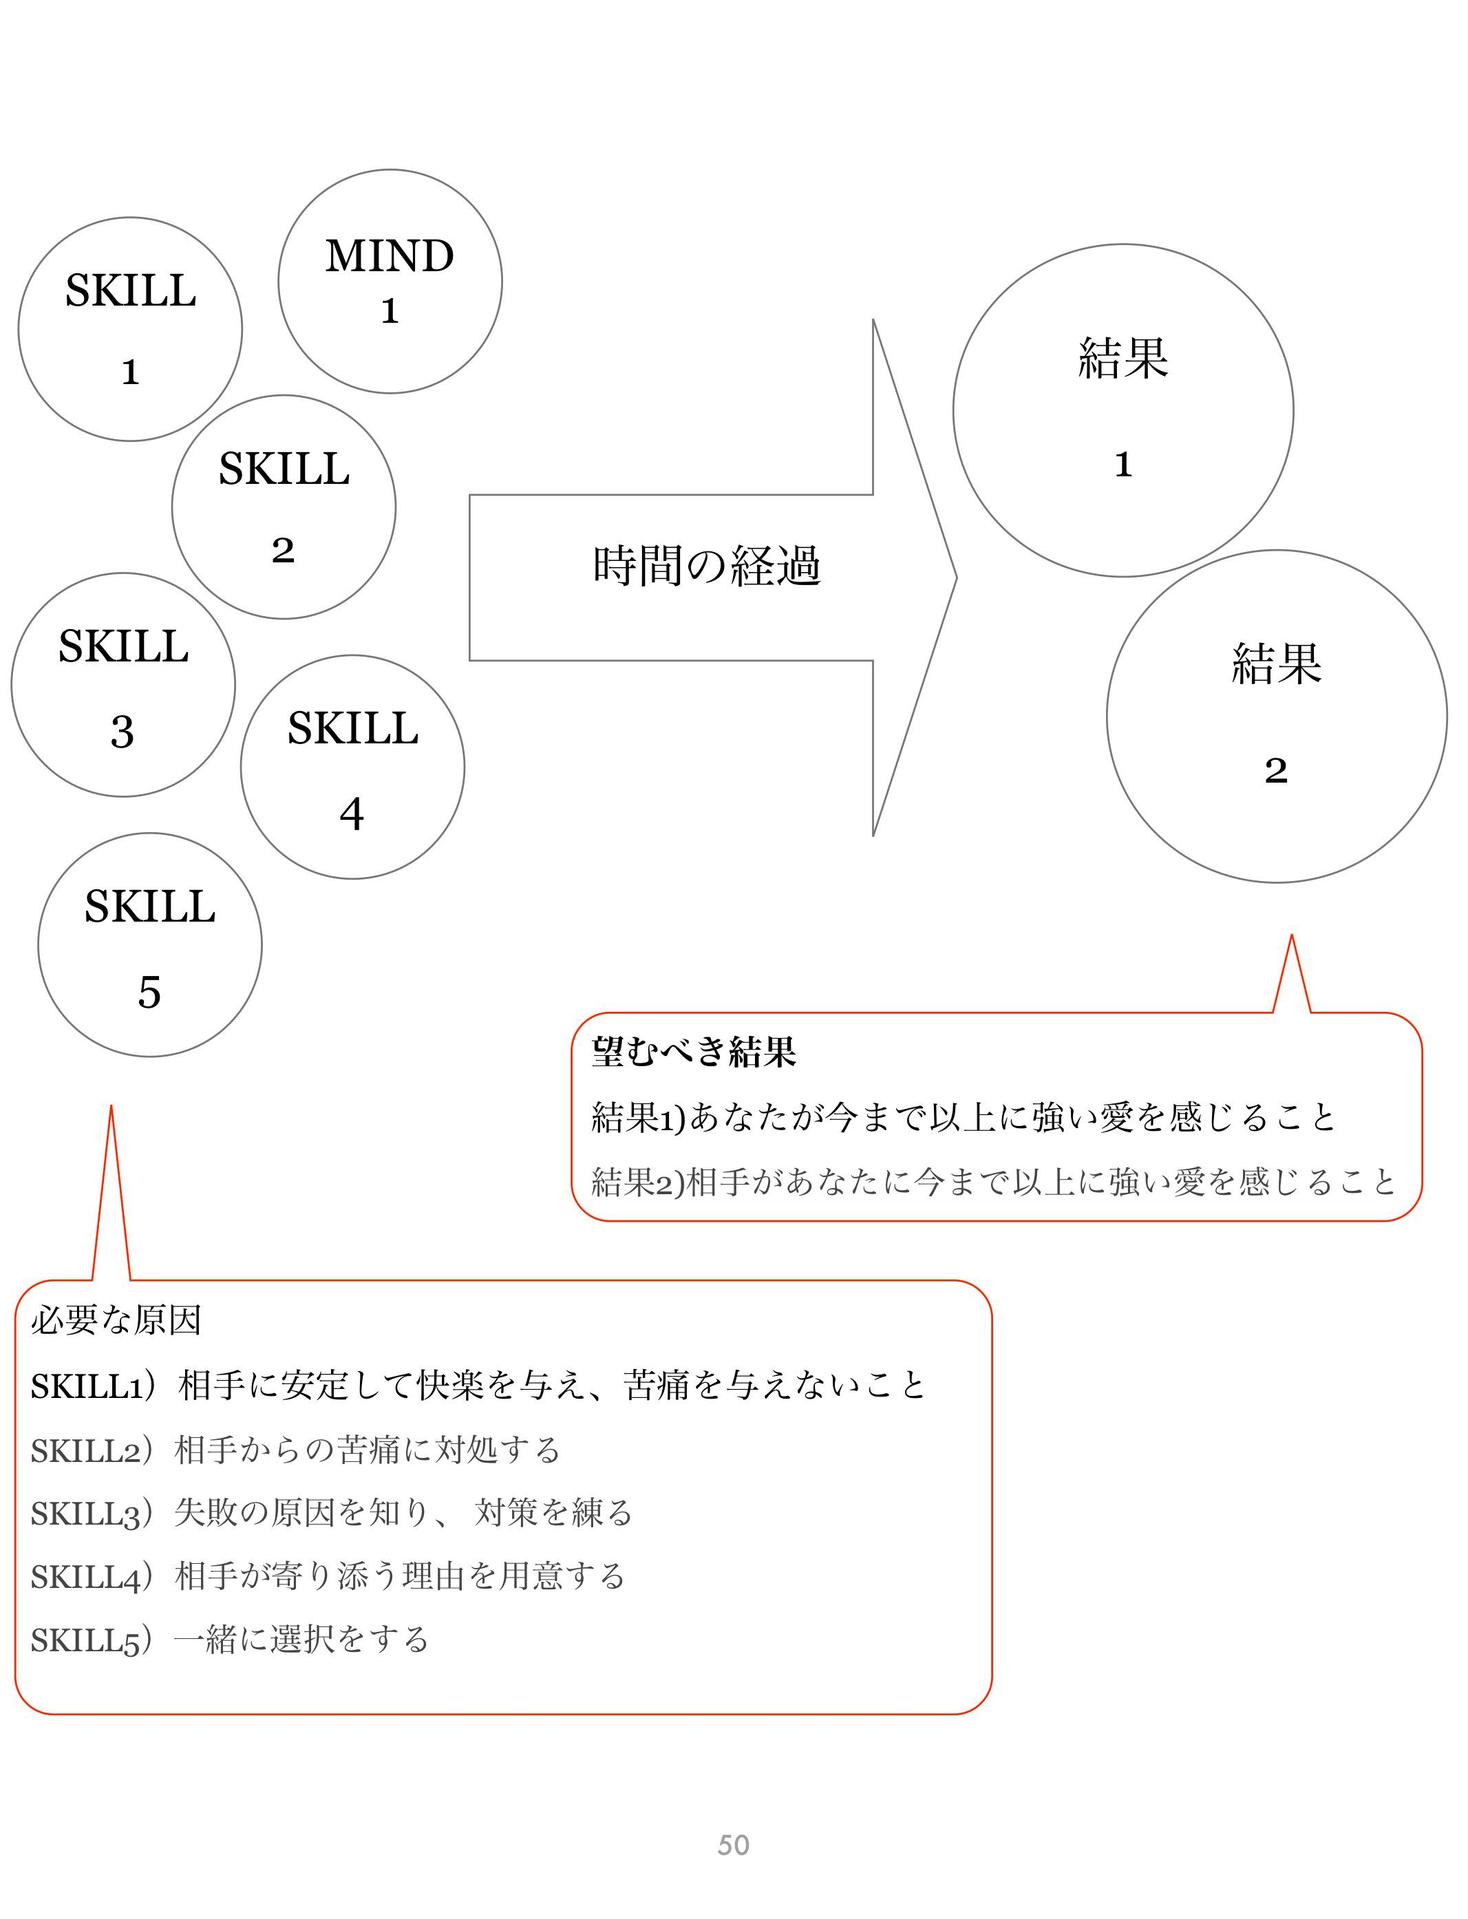 MIND
1
SKILL
1
SKILL
2
SKILL
3
SKILL
4
SKILL
5
時間の経過
結果
1
結果
2
望むべき結果
結果1)あなたが今まで以上に強い愛を感じること
結果2)相手があなたに今まで以上に強い愛を感じること
必要な原因
SKILL1）相手に安定して快楽を与え、苦痛を与えないこと
SKILL2）相手からの苦痛に対処する
SKILL3）失敗の原因を知り、 対策を練る
SKILL4）相手が寄り添う理由を用意する
SKILL5）一緒に選択をする
50